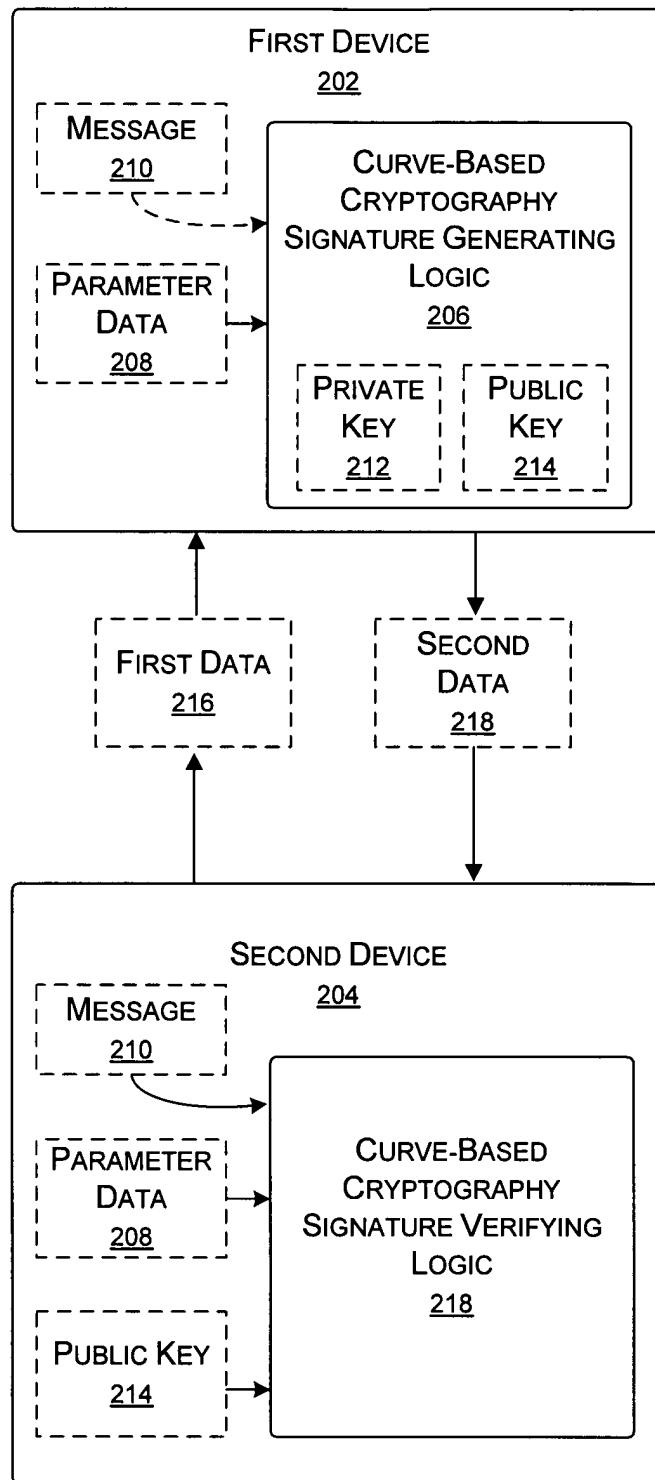 FIRST DEVICE
202
MESSAGE
210
PARAMETER
DATA
208
CURVE-BASED
CRYPTOGRAPHY
SIGNATURE GENERATING
LOGIC
206
PRIVATE
KEY
212
PUBLIC
KEY
214
FIRST DATA
216
SECOND
DATA
218
SECOND DEVICE
204
MESSAGE
210
PARAMETER
DATA
208
PUBLIC KEY
214
CURVE-BASED
CRYPTOGRAPHY
SIGNATURE VERIFYING
LOGIC
218